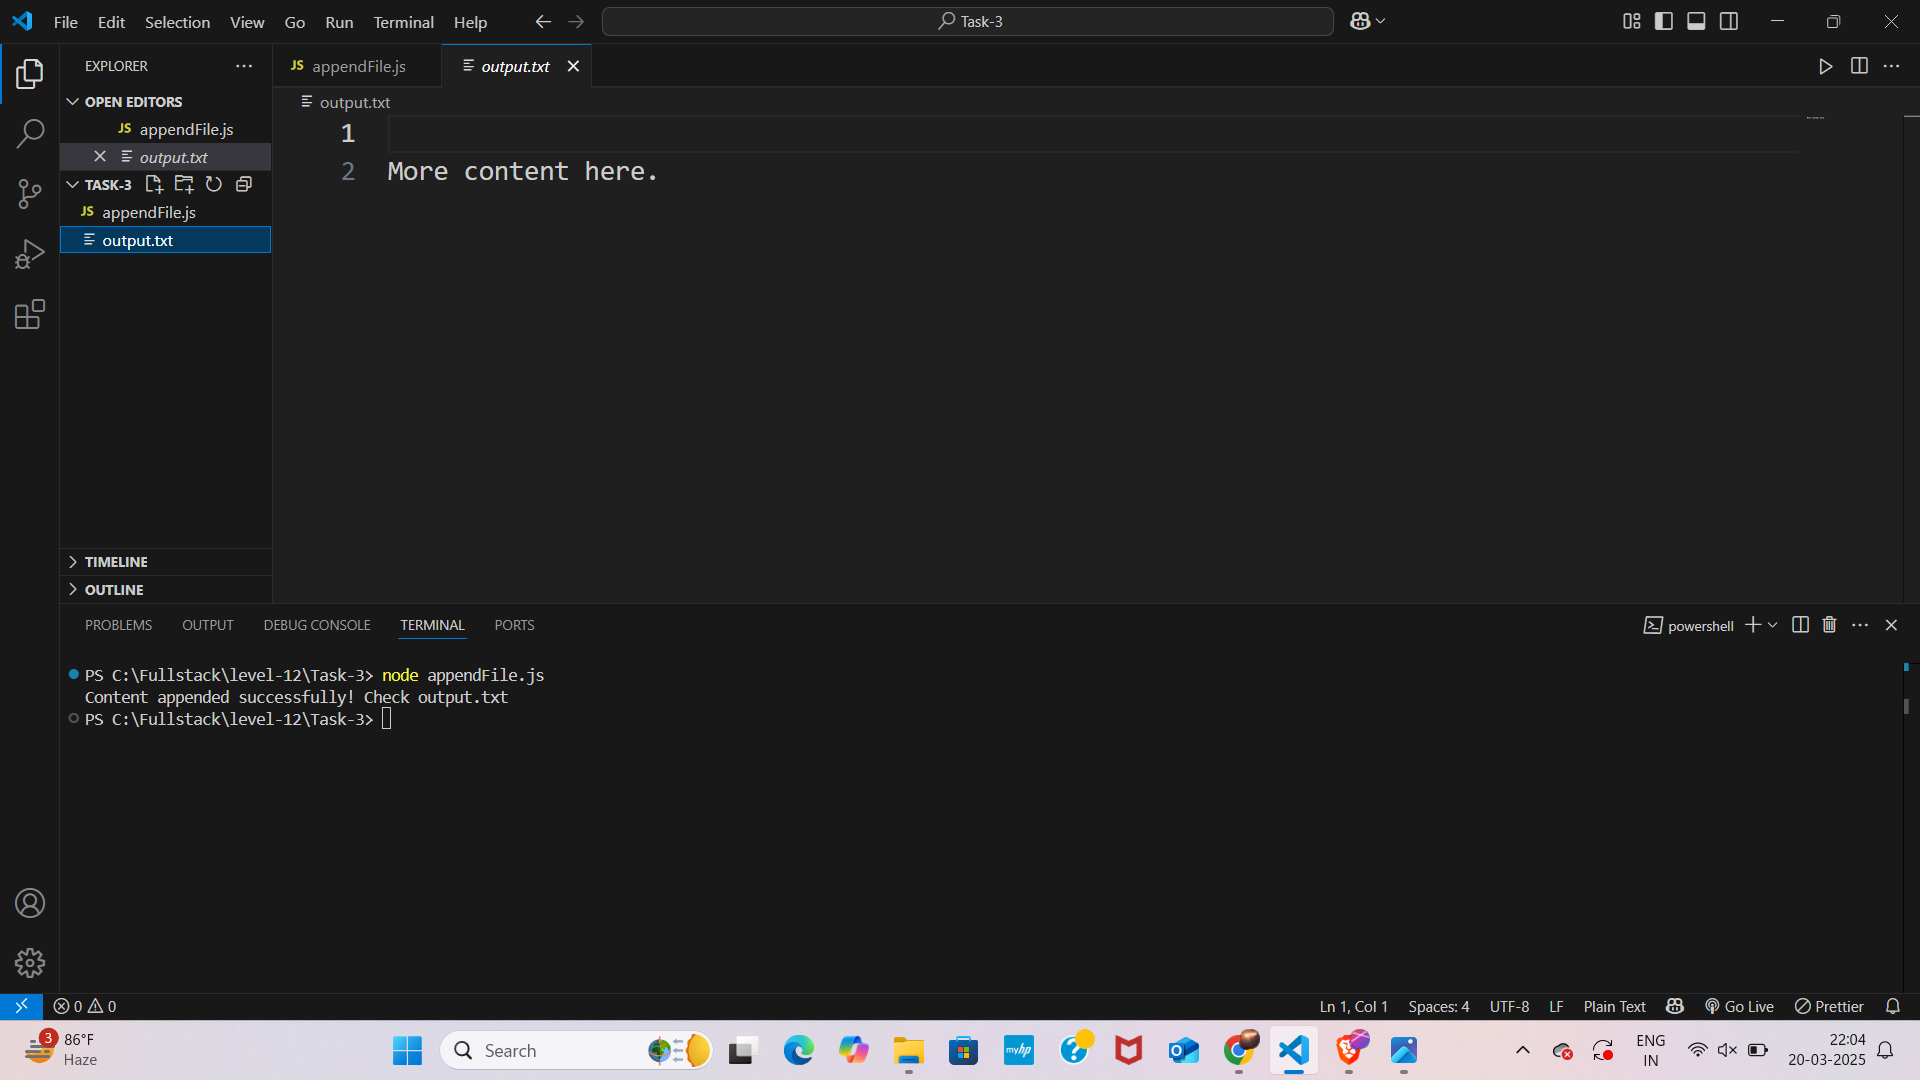 File Edit Selection View Go Run Terminal Help
Task-3
EXPLORER
JS appendFile.js
output.txt
OPEN EDITORS
JS appendFile.js
output.txt
TASK-3
JS appendFile.js
output.txt
TIMELINE
OUTLINE
output.txt
1
2 More content here.
PROBLEMS OUTPUT DEBUG CONSOLE TERMINAL PORTS
powershell
PS C:\Fullstack\level-12\Task-3> node appendFile.js
Content appended successfully! Check output.txt
PS C:\Fullstack\level-12\Task-3>
0 0
Ln 1, Col 1 Spaces: 4 UTF-8 LF Plain Text Go Live Prettier
3
86°F
Haze
Search
myhp
ENG
IN
22:04
20-03-2025